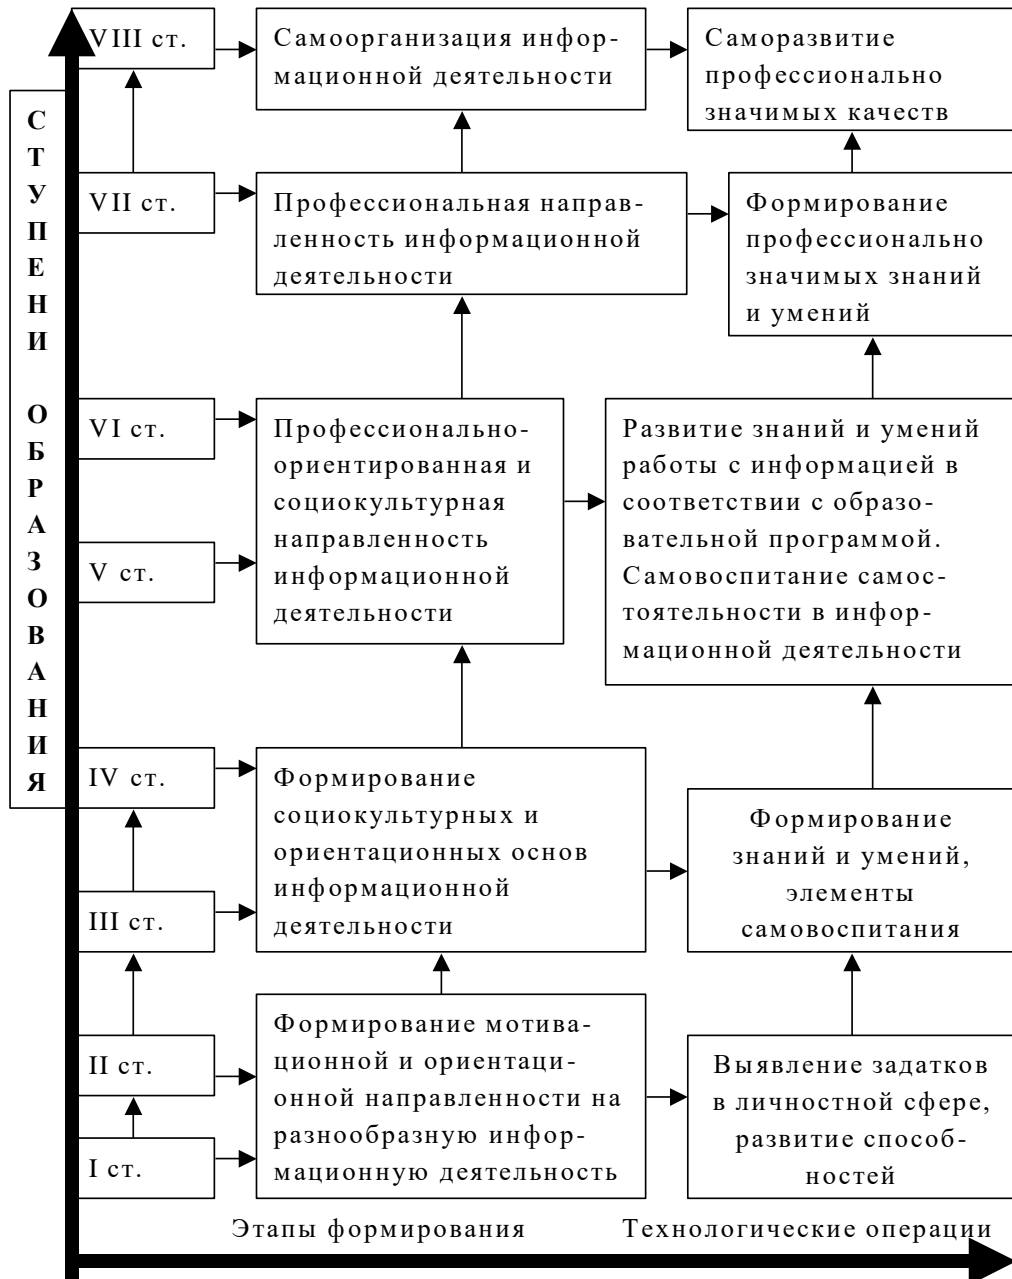 СТУПЕНИ ОБРАЗОВАНИЯ
VIII ст.
Самоорганизация инфор-
мационной деятельности
Саморазвитие
профессионально
значимых качеств
VII ст.
Профессиональная направ-
ленность информационной
деятельности
Формирование
профессионально
значимых знаний
и умений
VI ст.
V ст.
Профессионально-
ориентированная и
социокультурная
направленность
информационной
деятельности
Развитие знаний и умений
работы с информацией в
соответствии с образо-
вательной программой.
Самовоспитание самос-
тоятельности в инфор-
мационной деятельности
IV ст.
III ст.
Формирование
социокультурных и
ориентационных основ
информационной
деятельности
Формирование
знаний и умений,
элементы
самовоспитания
II ст.
I ст.
Формирование мотива-
ционной и ориентаци-
онной направленности на
разнообразную инфор-
мационную деятельность
Выявление задатков
в личностной сфере,
развитие способ-
ностей
Этапы формирования
Технологические операции